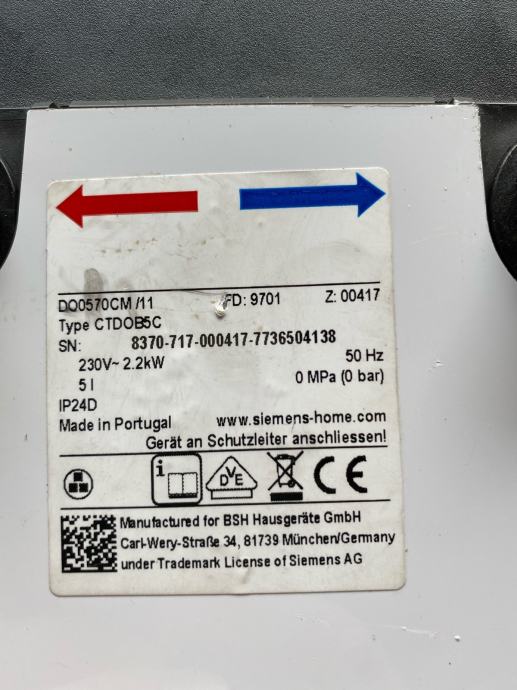 DO0570CM /11 FD: 9701 Z: 00417
Type CTDOB5C
SN: 8370-717-000417-7736504138
230V~ 2.2kW 50 Hz
5 l 0 MPa (0 bar)
IP24D
Made in Portugal www.siemens-home.com
Gerät an Schutzleiter anschliessen!
i DVE CE
Manufactured for BSH Hausgeräte GmbH
Carl-Wery-Straße 34, 81739 München/Germany
under Trademark License of Siemens AG